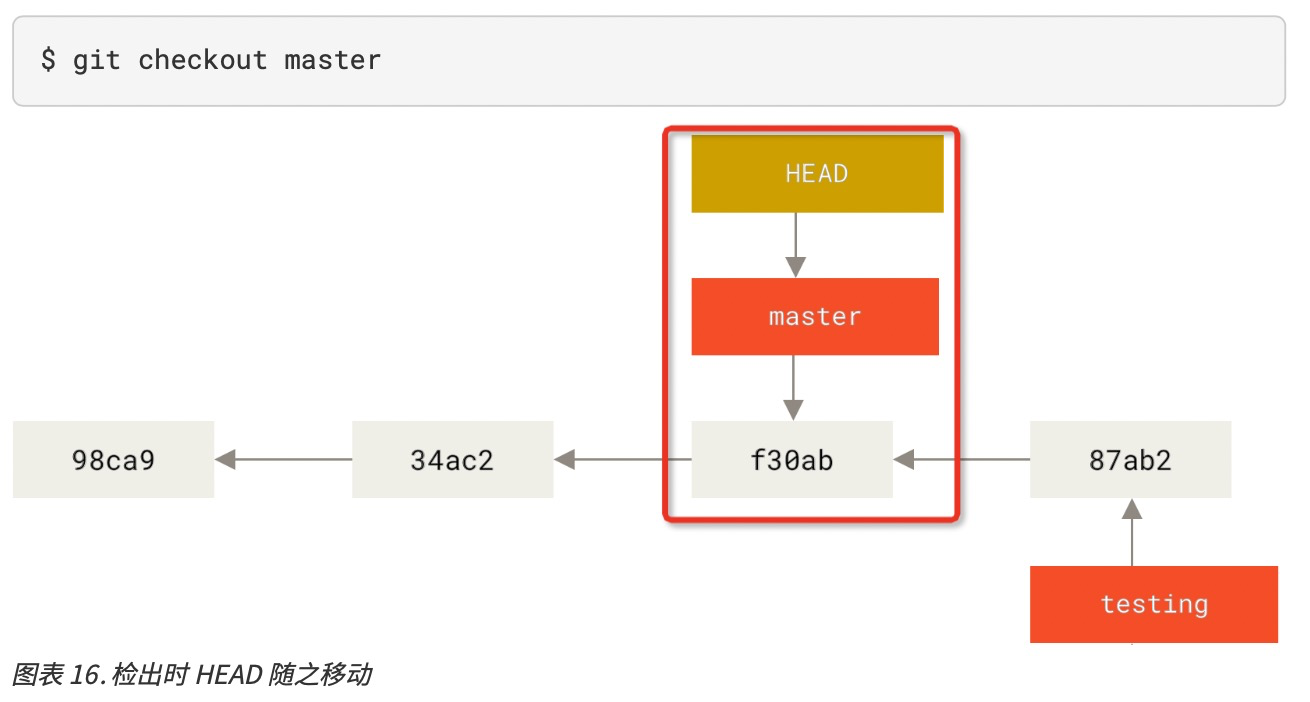 $ git checkout master
HEAD
master
98ca9
34ac2
f30ab
87ab2
testing
图表 16. 检出时 HEAD 随之移动